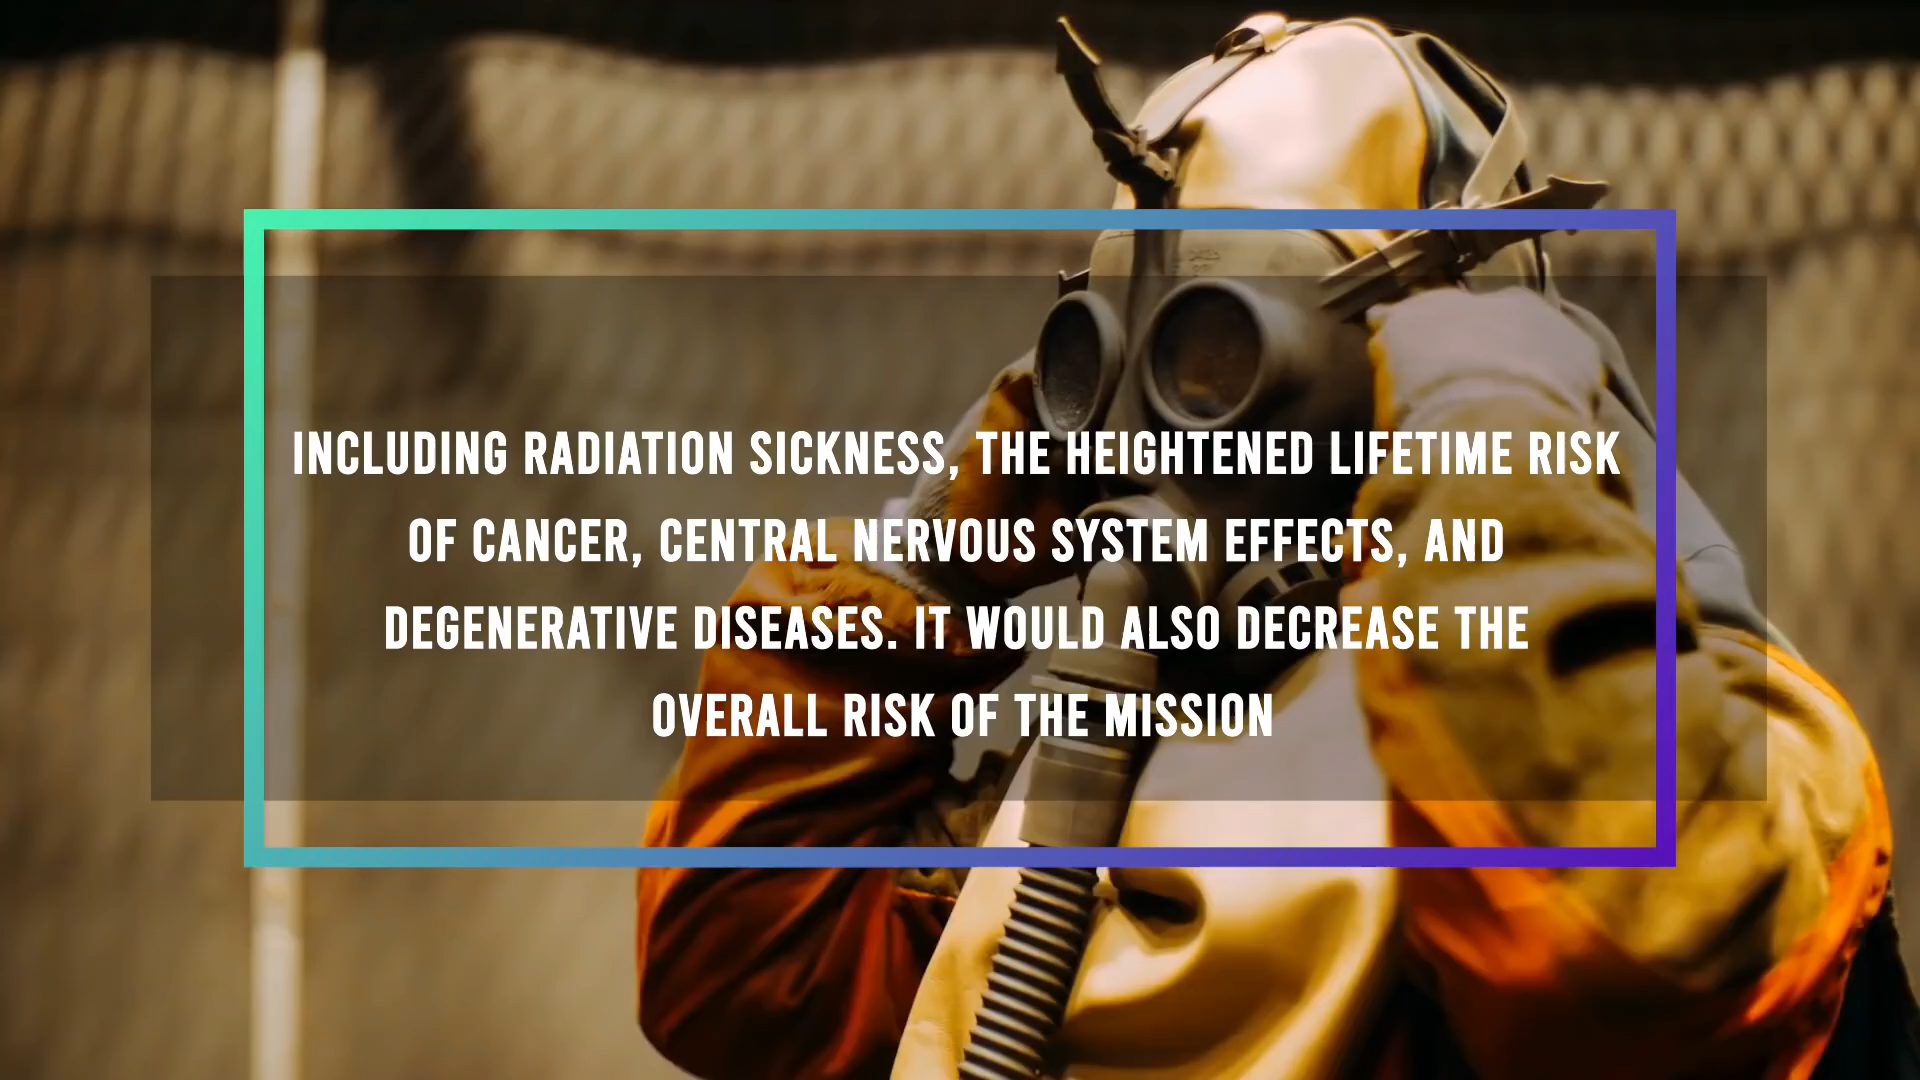 INCLUDING RADIATION SICKNESS, THE HEIGHTENED LIFETIME RISK
OF CANCER, CENTRAL NERVOUS SYSTEM EFFECTS, AND
DEGENERATIVE DISEASES. IT WOULD ALSO DECREASE THE
OVERALL RISK OF THE MISSION